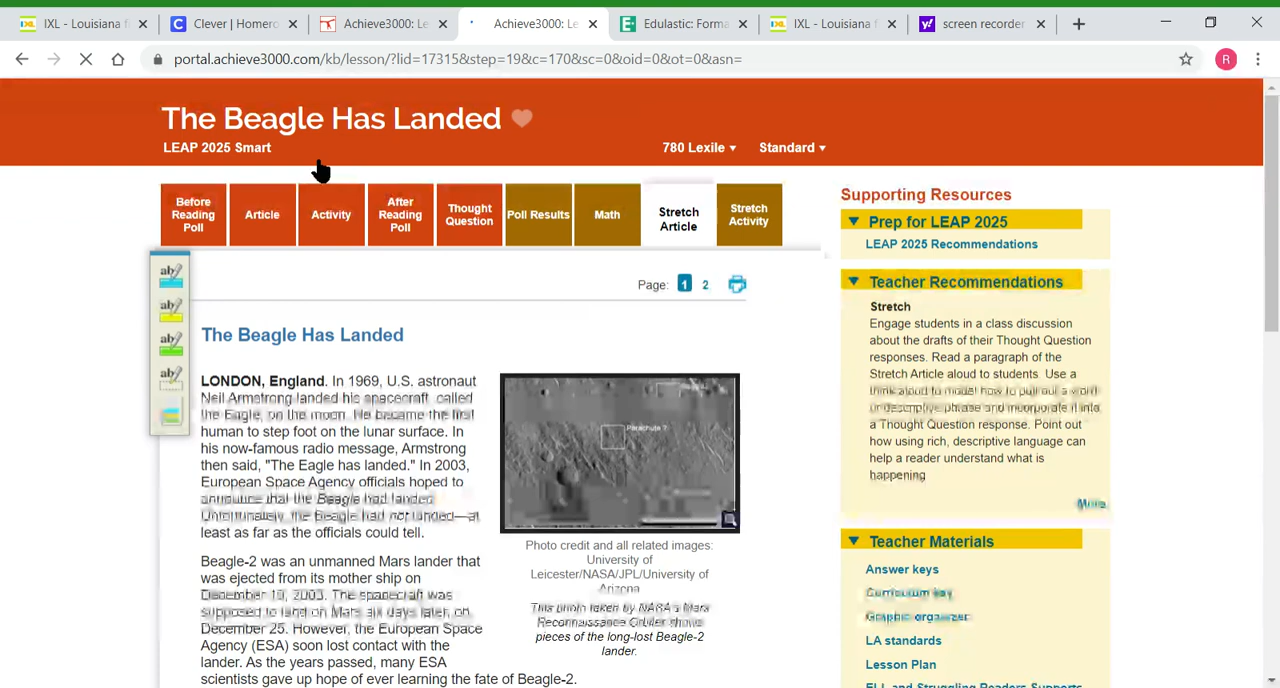 IXL - Louisiana f
Clever | Homero
Achieve3000: Le
Achieve3000: Le
Edulastic: Forma
IXL - Louisiana f
screen recorder
portal.achieve3000.com/kb/lesson/?lid=17315&step=19&c=170&sc=0&oid=0&ot=0&asn=
R
The Beagle Has Landed
LEAP 2025 Smart
780 Lexile
Standard
Before Reading Poll
Article
Activity
After Reading Poll
Thought Question
Poll Results
Math
Stretch Article
Stretch Activity
Page: 1 2
The Beagle Has Landed
LONDON, England. In 1969, U.S. astronaut
Neil Armstrong landed his spacecraft, called
the Eagle, on the moon. He became the first
human to step foot on the lunar surface. In
his now-famous radio message, Armstrong
then said, "The Eagle has landed." In 2003,
European Space Agency officials hoped to
announce that the Beagle had landed.
Unfortunately, the Beagle had not landed—at
least as far as the officials could tell.
Beagle-2 was an unmanned Mars lander that
was ejected from its mother ship on
December 19, 2003. The spacecraft was
supposed to land on Mars six days later, on
December 25. However, the European Space
Agency (ESA) soon lost contact with the
lander. As the years passed, many ESA
scientists gave up hope of ever learning the fate of Beagle-2.
Parachute ?
Photo credit and all related images:
University of
Leicester/NASA/JPL/University of
Arizona
This photo taken by NASA's Mars
Reconnaissance Orbiter shows
pieces of the long-lost Beagle-2
lander.
Supporting Resources
Prep for LEAP 2025
LEAP 2025 Recommendations
Teacher Recommendations
Stretch
Engage students in a class discussion
about the drafts of their Thought Question
responses. Read a paragraph of the
Stretch Article aloud to students. Use a
think aloud to model how to pull out a word
or descriptive phrase and incorporate it into
a Thought Question response. Point out
how using rich, descriptive language can
help a reader understand what is
happening
More
Teacher Materials
Answer keys
Curriculum key
Graphic organizer
LA standards
Lesson Plan
ELL and Struggling Readers Supports
ab
ab
ab
ab